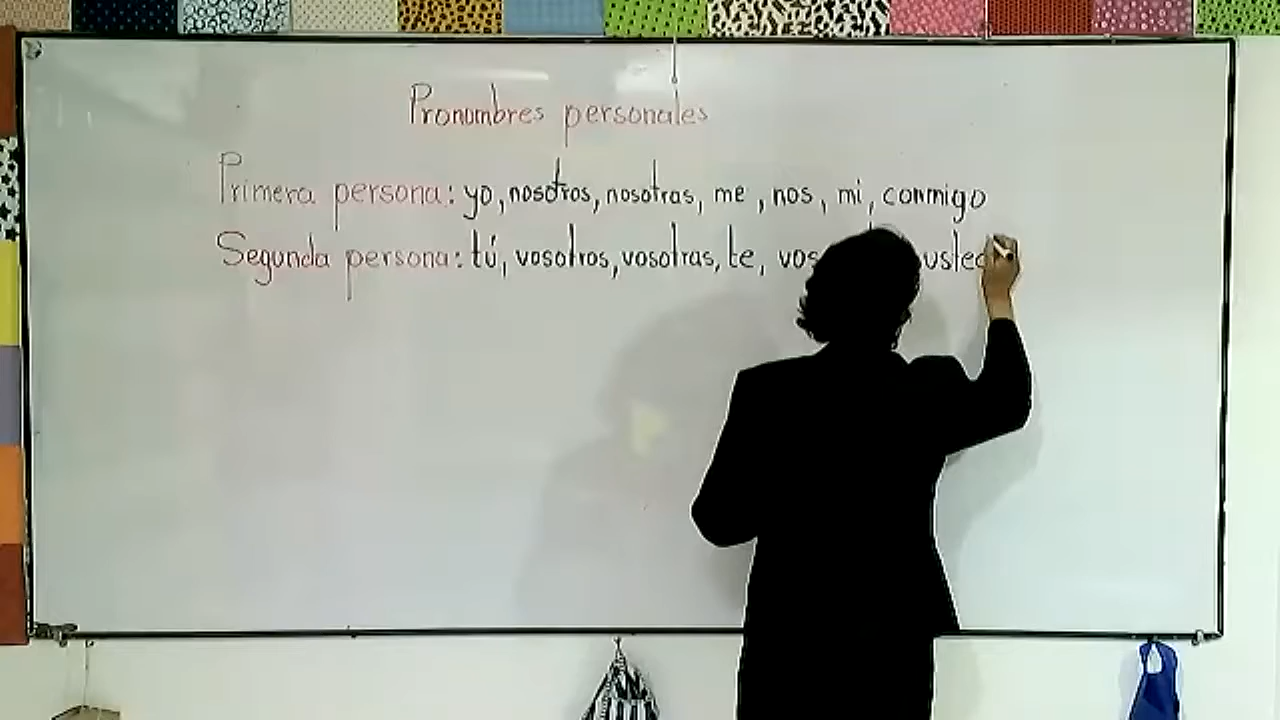 Pronombres personales
Primera persona: yo, nosotros, nosotras, me, nos, mi, conmigo
Segunda persona: tú, vosotros, vosotras, te, vos usted